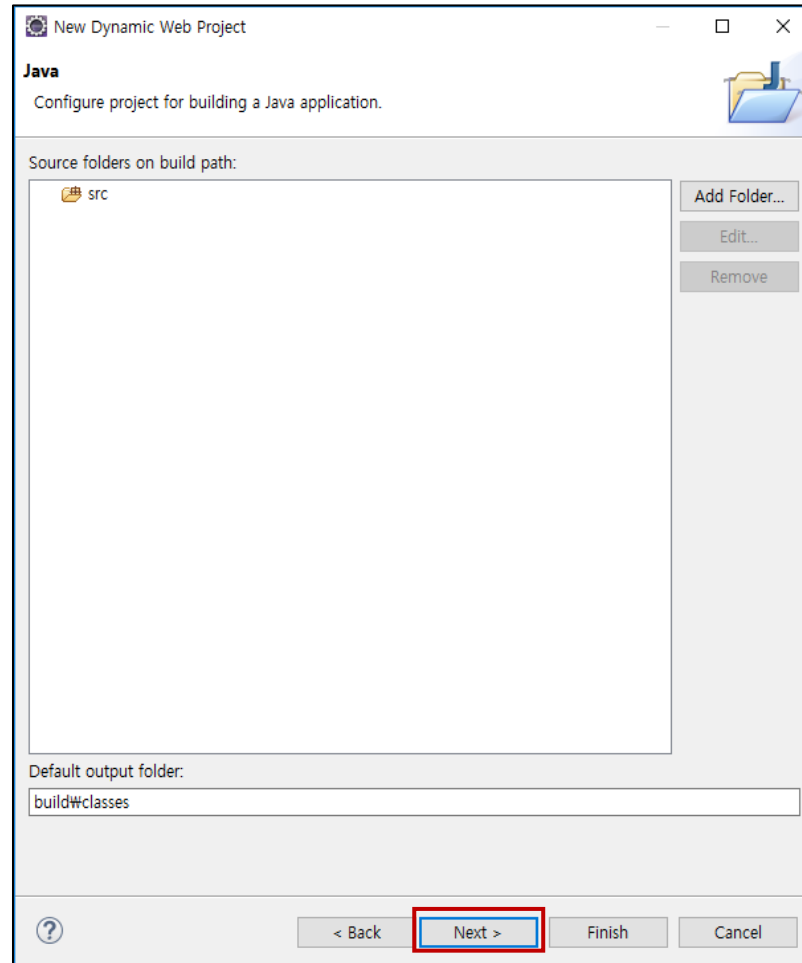 New Dynamic Web Project
Java
Configure project for building a Java application.
Source folders on build path:
src
Add Folder...
Edit...
Remove
Default output folder:
build₩classes
?
< Back
Next >
Finish
Cancel